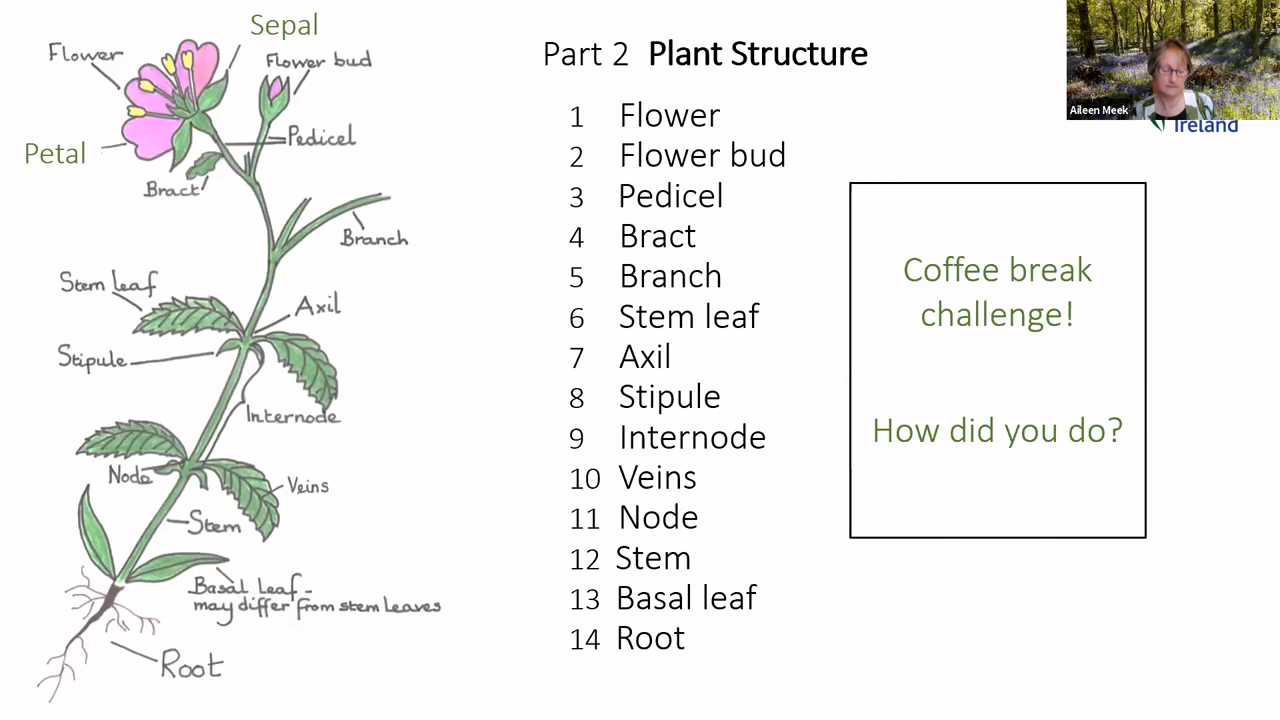 Sepal
Flower
Flower bud
Petal
Pedicel
Bract
Branch
Stem leaf
Axil
Stipule
Internode
Node
Veins
Stem
Basal leaf -
may differ from stem leaves
Root
Part 2 Plant Structure
1 Flower
2 Flower bud
3 Pedicel
4 Bract
5 Branch
6 Stem leaf
7 Axil
8 Stipule
9 Internode
10 Veins
11 Node
12 Stem
13 Basal leaf
14 Root
Coffee break
challenge!
How did you do?
Aileen Meek
Ireland